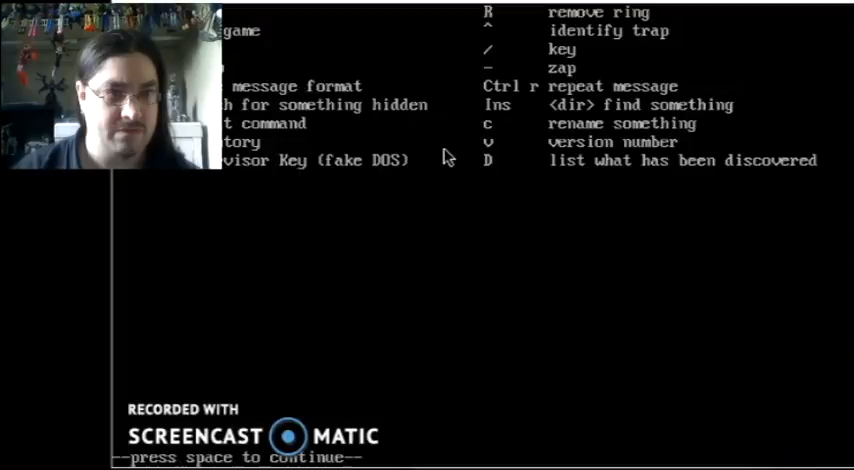 R remove ring
game ^ identify trap
/ key
- zap
message format Ctrl r repeat message
h for something hidden Ins <dir> find something
t command c rename something
tory v version number
visor Key (fake DOS) D list what has been discovered
RECORDED WITH
SCREENCAST MATIC
--press space to continue--